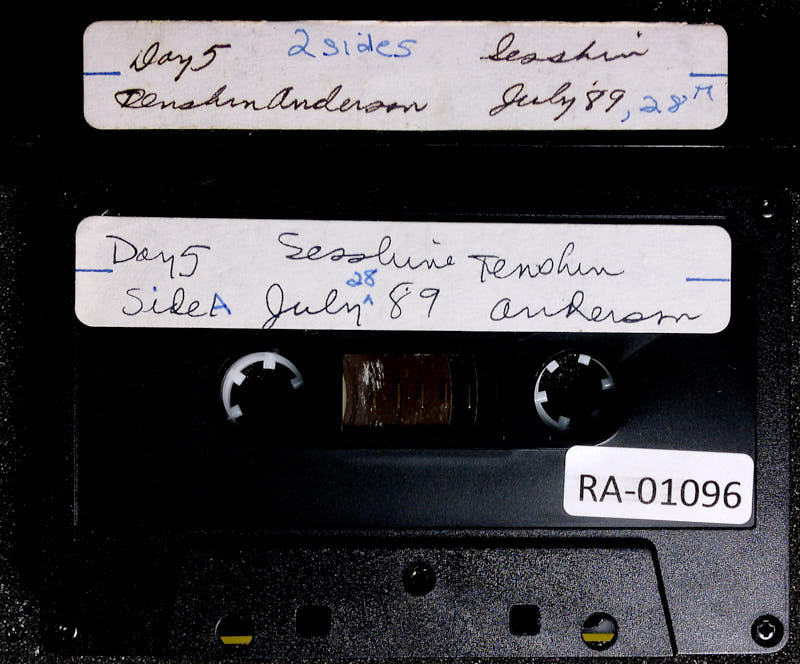 Day 5 2 sides Sesshin
Tenshin Anderson July '89, 28th
Day 5 Sesshin Tenshin
Side A July 28 ^ '89 Anderson
RA-01096